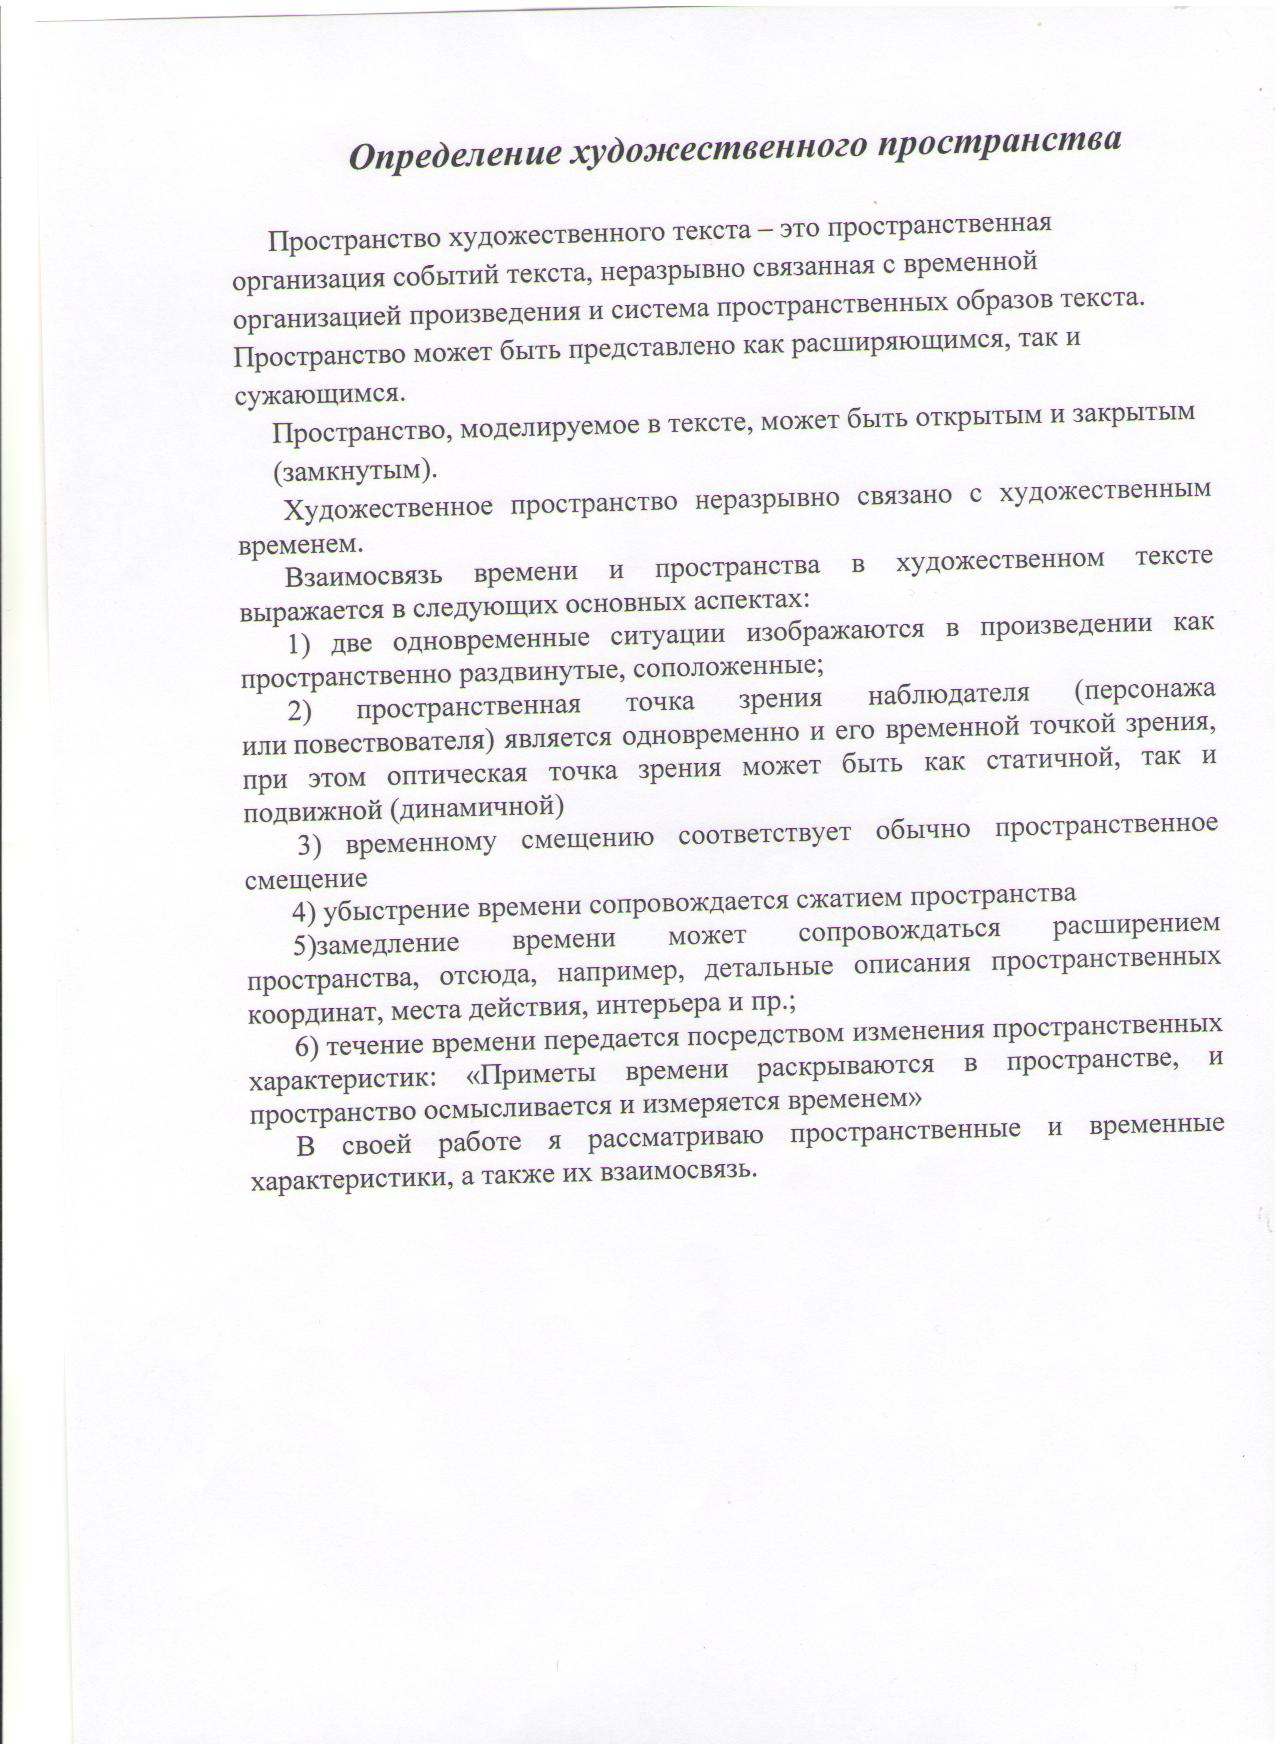 Определение художественного пространства
Пространство художественного текста – это пространственная
организация событий текста, неразрывно связанная с временной
организацией произведения и система пространственных образов текста.
Пространство может быть представлено как расширяющимся, так и
сужающимся.
Пространство, моделируемое в тексте, может быть открытым и закрытым
(замкнутым).
Художественное пространство неразрывно связано с художественным
временем.
Взаимосвязь времени и пространства в художественном тексте
выражается в следующих основных аспектах:
1) две одновременные ситуации изображаются в произведении как
пространственно раздвинутые, соположенные;
2) пространственная точка зрения наблюдателя (персонажа
или повествователя) является одновременно и его временной точкой зрения,
при этом оптическая точка зрения может быть как статичной, так и
подвижной (динамичной)
3) временному смещению соответствует обычно пространственное
смещение
4) убыстрение времени сопровождается сжатием пространства
5)замедление времени может сопровождаться расширением
пространства, отсюда, например, детальные описания пространственных
координат, места действия, интерьера и пр.;
6) течение времени передается посредством изменения пространственных
характеристик: «Приметы времени раскрываются в пространстве, и
пространство осмысливается и измеряется временем»
В своей работе я рассматриваю пространственные и временные
характеристики, а также их взаимосвязь.